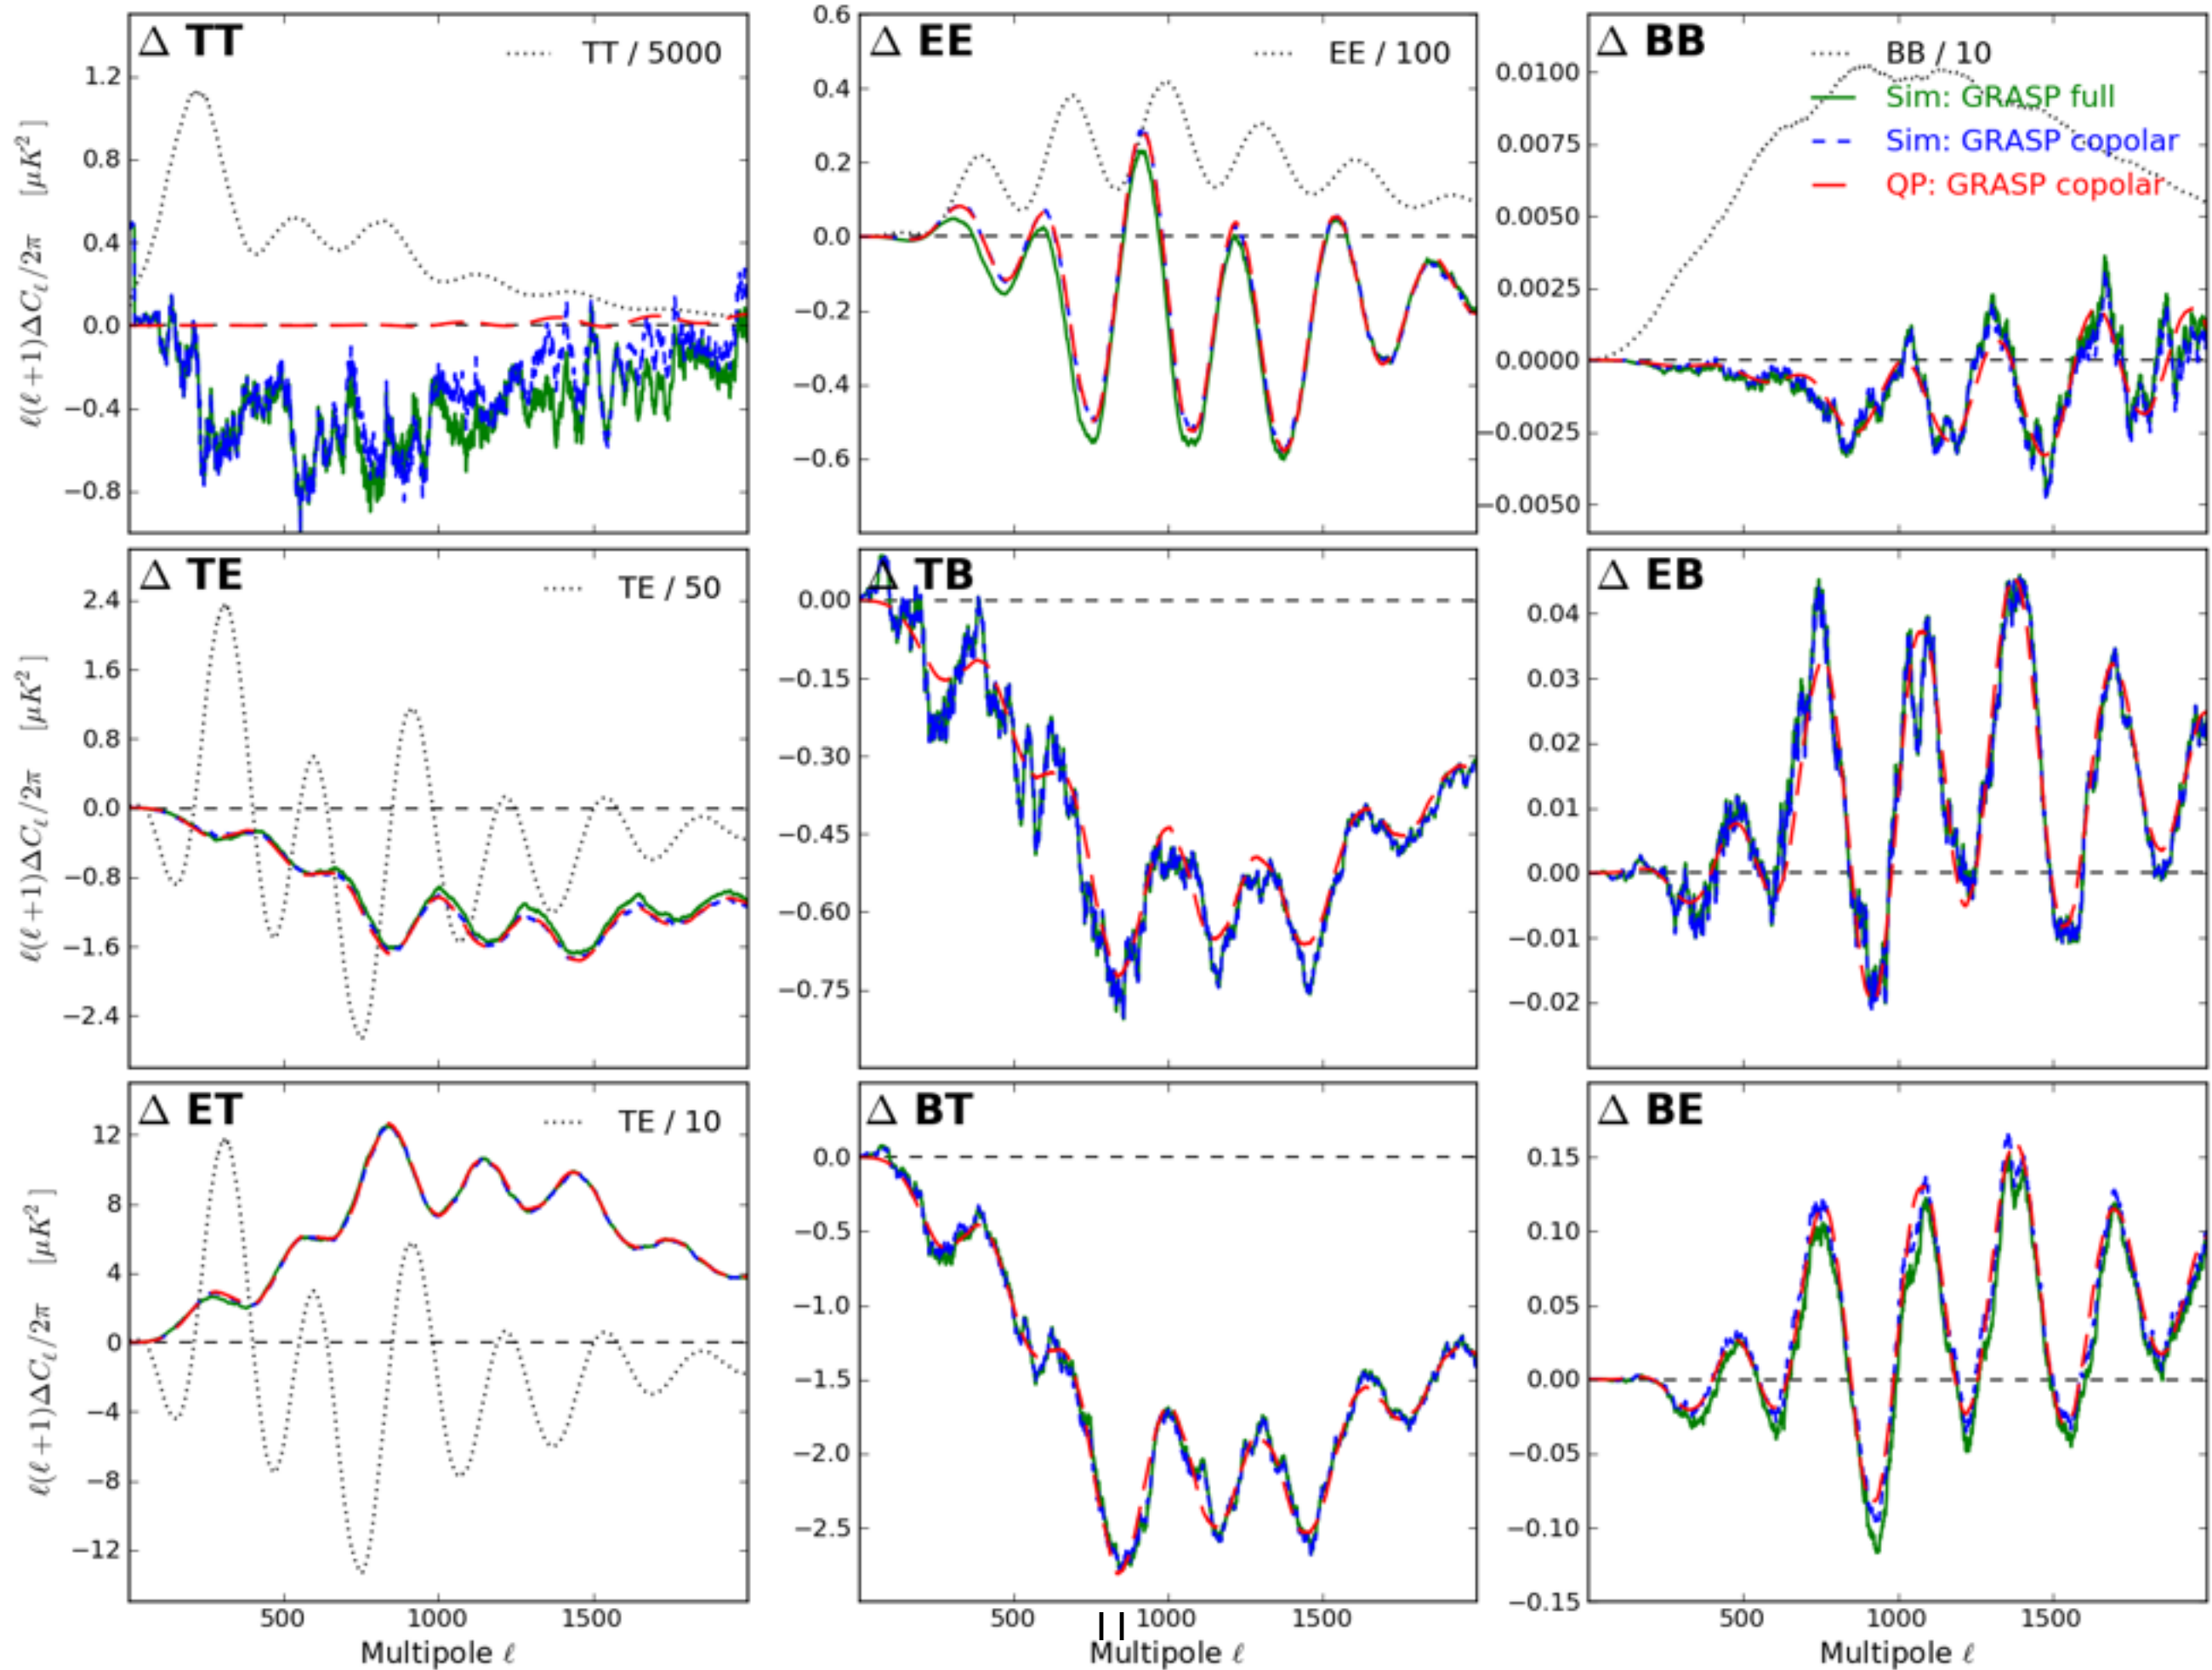 Δ TT
TT / 5000
1.2
0.8
0.4
0.0
−0.4
−0.8
ℓ(ℓ+1)ΔCℓ/2π [μK²]
Δ EE
EE / 100
0.6
0.4
0.2
0.0
−0.2
−0.4
−0.6
Δ BB
BB / 10
Sim: GRASP full
Sim: GRASP copolar
QP: GRASP copolar
0.0100
0.0075
0.0050
0.0025
0.0000
−0.0025
−0.0050
Δ TE
TE / 50
2.4
1.6
0.8
0.0
−0.8
−1.6
−2.4
ℓ(ℓ+1)ΔCℓ/2π [μK²]
Δ TB
0.00
−0.15
−0.30
−0.45
−0.60
−0.75
Δ EB
0.04
0.03
0.02
0.01
0.00
−0.01
−0.02
Δ ET
TE / 10
12
8
4
0
−4
−8
−12
ℓ(ℓ+1)ΔCℓ/2π [μK²]
500 1000 1500
Multipole ℓ
Δ BT
0.0
−0.5
−1.0
−1.5
−2.0
−2.5
500 1000 1500
Multipole ℓ
Δ BE
0.15
0.10
0.05
0.00
−0.05
−0.10
−0.15
500 1000 1500
Multipole ℓ